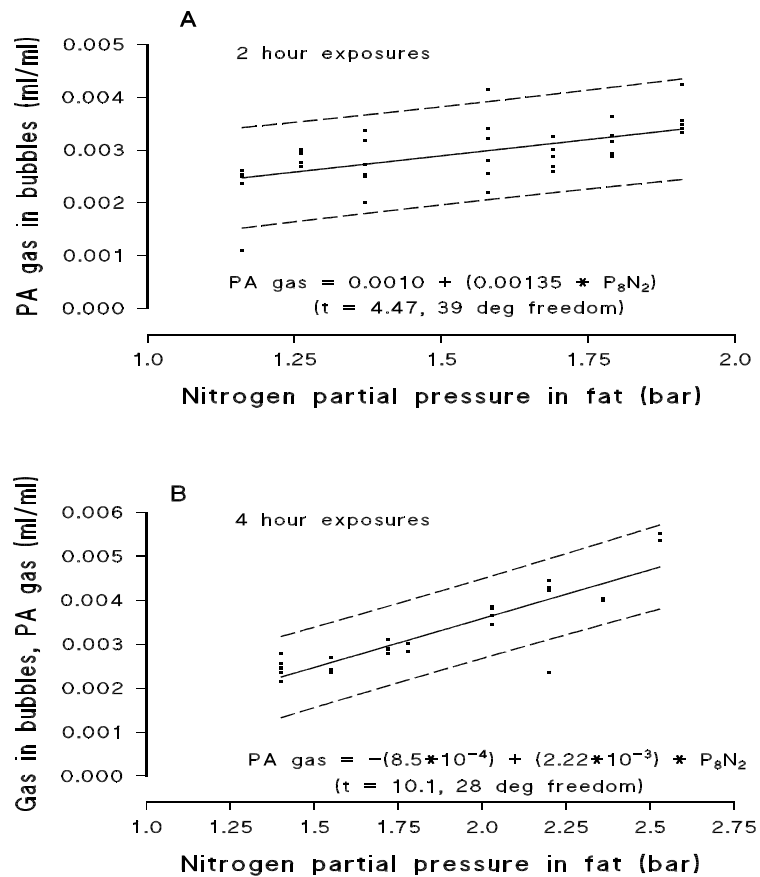 A
2 hour exposures
PA gas in bubbles (ml/ml)
0.005
0.004
0.003
0.002
0.001
0.000
PA gas = 0.0010 + (0.00135 * P₈N₂)
(t = 4.47, 39 deg freedom)
1.0 1.25 1.5 1.75 2.0
Nitrogen partial pressure in fat (bar)
B
4 hour exposures
Gas in bubbles, PA gas (ml/ml)
0.006
0.005
0.004
0.003
0.002
0.001
0.000
PA gas = −(8.5*10⁻⁴) + (2.22*10⁻³) * P₈N₂
(t = 10.1, 28 deg freedom)
1.0 1.25 1.5 1.75 2.0 2.25 2.5 2.75
Nitrogen partial pressure in fat (bar)